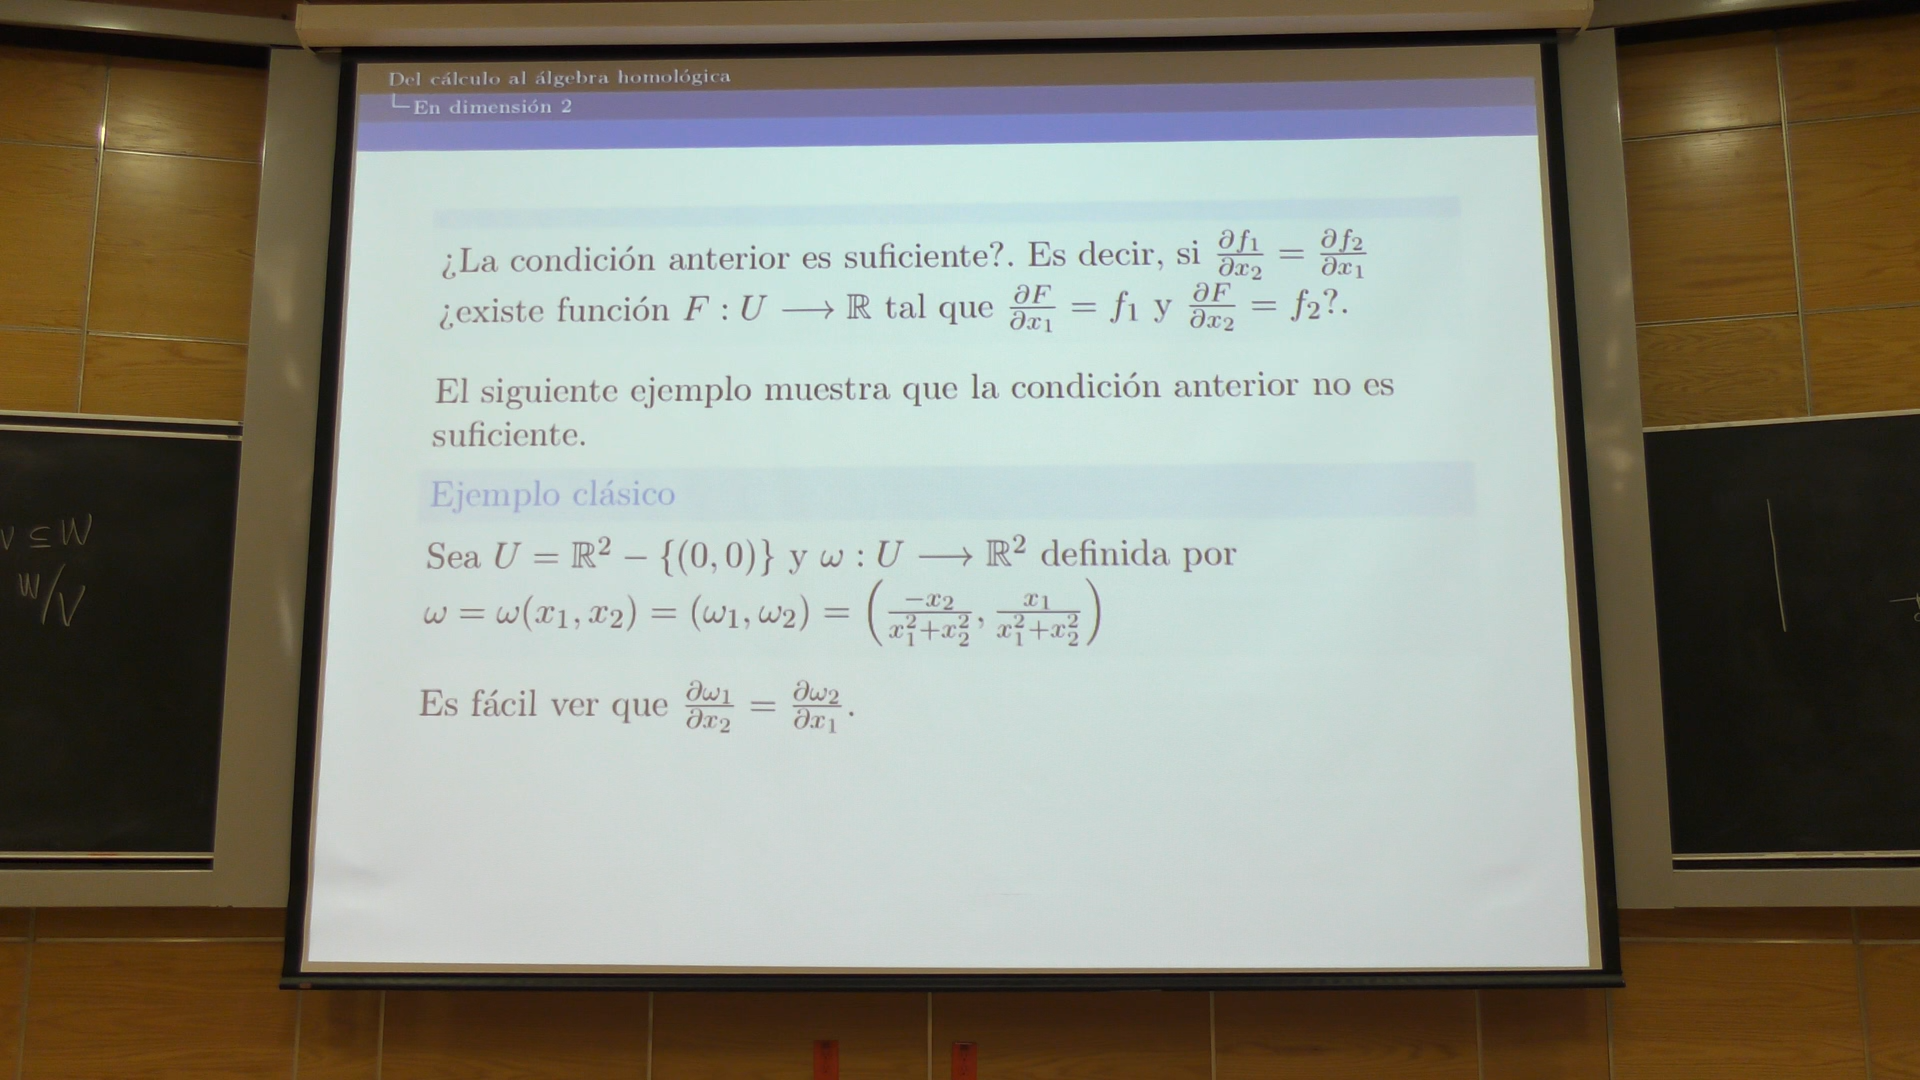 Del cálculo al álgebra homológica
En dimensión 2
¿La condición anterior es suficiente?. Es decir, si ∂f₁/∂x₂ = ∂f₂/∂x₁
¿existe función F : U ⟶ ℝ tal que ∂F/∂x₁ = f₁ y ∂F/∂x₂ = f₂?.
El siguiente ejemplo muestra que la condición anterior no es
suficiente.
Ejemplo clásico
Sea U = ℝ² − {(0, 0)} y ω : U ⟶ ℝ² definida por
ω = ω(x₁, x₂) = (ω₁, ω₂) = (−x₂/(x₁²+x₂²), x₁/(x₁²+x₂²))
Es fácil ver que ∂ω₁/∂x₂ = ∂ω₂/∂x₁.
V ⊆ W
W/V